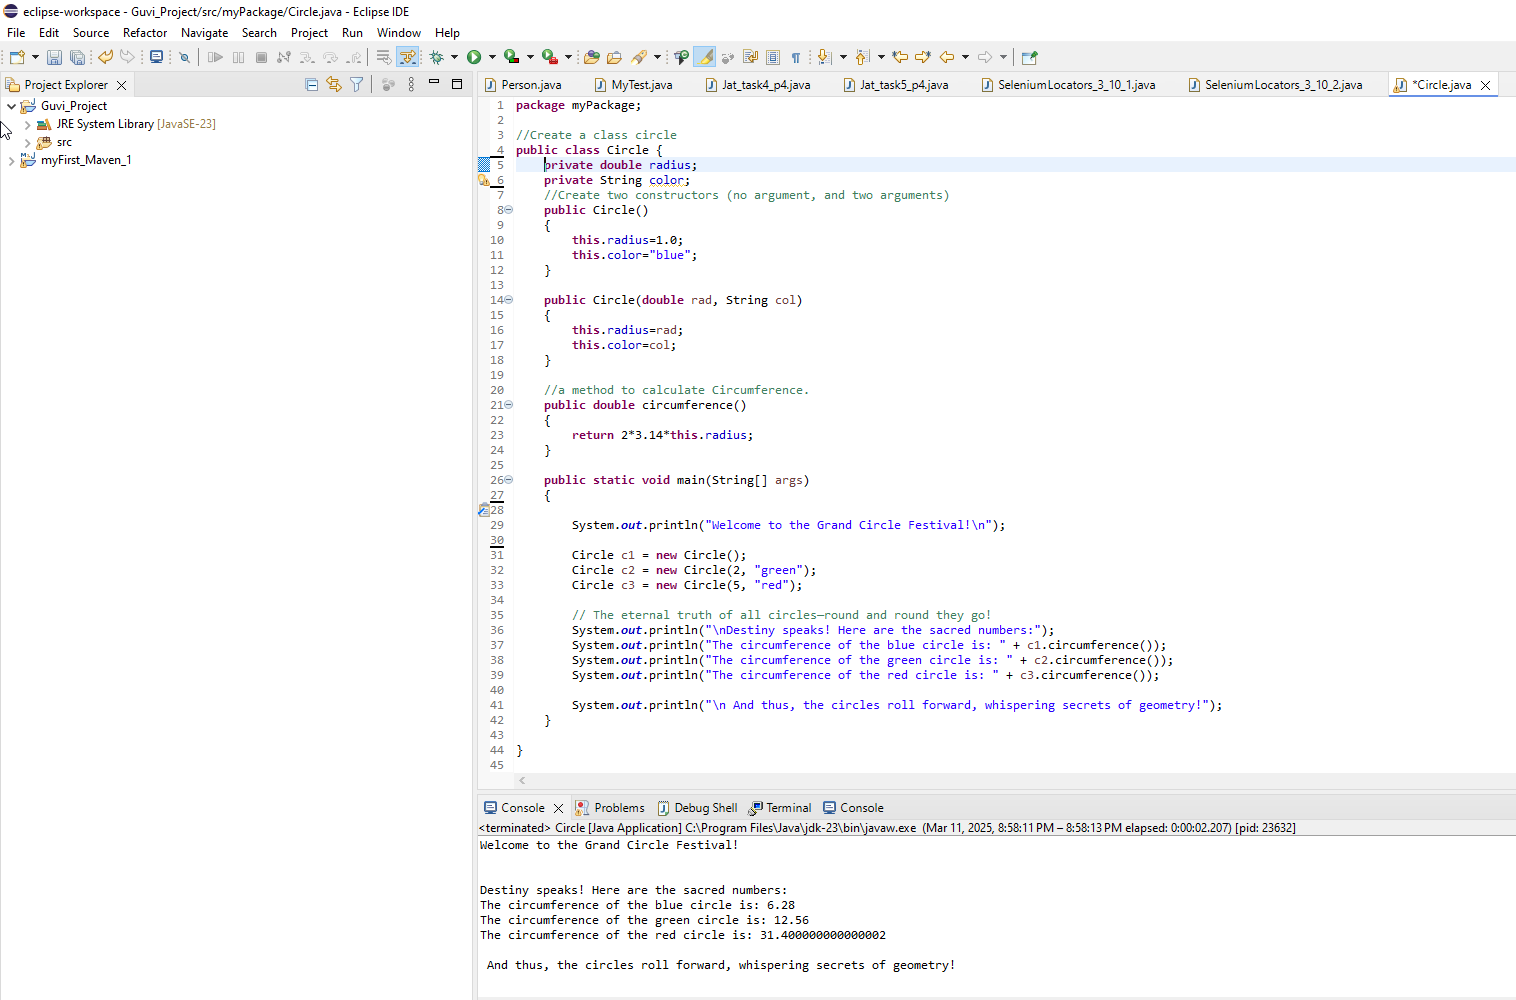 eclipse-workspace - Guvi_Project/src/myPackage/Circle.java - Eclipse IDE
File Edit Source Refactor Navigate Search Project Run Window Help
Project Explorer
Guvi_Project
JRE System Library [JavaSE-23]
src
myFirst_Maven_1
Person.java MyTest.java Jat_task4_p4.java Jat_task5_p4.java SeleniumLocators_3_10_1.java SeleniumLocators_3_10_2.java *Circle.java
1 package myPackage;
2
3 //Create a class circle
4 public class Circle {
5 private double radius;
6 private String color;
7 //Create two constructors (no argument, and two arguments)
8 public Circle()
9 {
10 this.radius=1.0;
11 this.color="blue";
12 }
13
14 public Circle(double rad, String col)
15 {
16 this.radius=rad;
17 this.color=col;
18 }
19
20 //a method to calculate Circumference.
21 public double circumference()
22 {
23 return 2*3.14*this.radius;
24 }
25
26 public static void main(String[] args)
27 {
28
29 System.out.println("Welcome to the Grand Circle Festival!\n");
30
31 Circle c1 = new Circle();
32 Circle c2 = new Circle(2, "green");
33 Circle c3 = new Circle(5, "red");
34
35 // The eternal truth of all circles—round and round they go!
36 System.out.println("\nDestiny speaks! Here are the sacred numbers:");
37 System.out.println("The circumference of the blue circle is: " + c1.circumference());
38 System.out.println("The circumference of the green circle is: " + c2.circumference());
39 System.out.println("The circumference of the red circle is: " + c3.circumference());
40
41 System.out.println("\n And thus, the circles roll forward, whispering secrets of geometry!");
42 }
43
44 }
45
Console Problems Debug Shell Terminal Console
<terminated> Circle [Java Application] C:\Program Files\Java\jdk-23\bin\javaw.exe (Mar 11, 2025, 8:58:11 PM – 8:58:13 PM elapsed: 0:00:02.207) [pid: 23632]
Welcome to the Grand Circle Festival!
Destiny speaks! Here are the sacred numbers:
The circumference of the blue circle is: 6.28
The circumference of the green circle is: 12.56
The circumference of the red circle is: 31.400000000000002
And thus, the circles roll forward, whispering secrets of geometry!